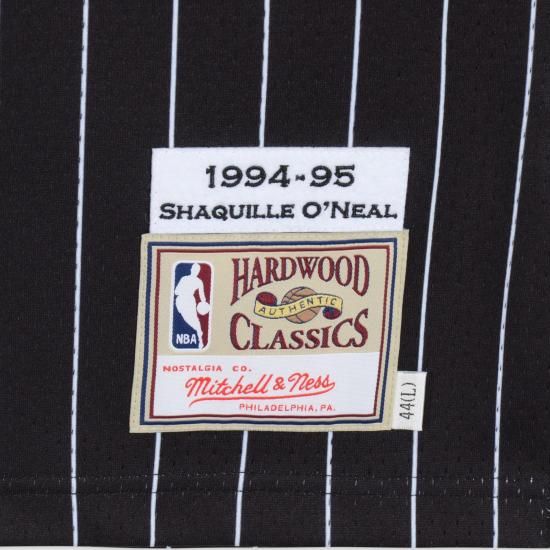 1994-95
SHAQUILLE O'NEAL
HARDWOOD
AUTHENTIC
CLASSICS
NBA
NOSTALGIA CO.
Mitchell & Ness
PHILADELPHIA, PA.
44(L)